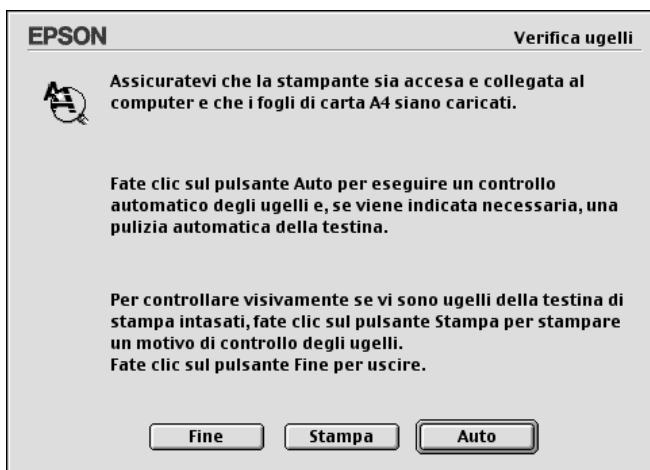 EPSON
Verifica ugelli
Assicuratevi che la stampante sia accesa e collegata al
computer e che i fogli di carta A4 siano caricati.
Fate clic sul pulsante Auto per eseguire un controllo
automatico degli ugelli e, se viene indicata necessaria, una
pulizia automatica della testina.
Per controllare visivamente se vi sono ugelli della testina di
stampa intasati, fate clic sul pulsante Stampa per stampare
un motivo di controllo degli ugelli.
Fate clic sul pulsante Fine per uscire.
Fine
Stampa
Auto